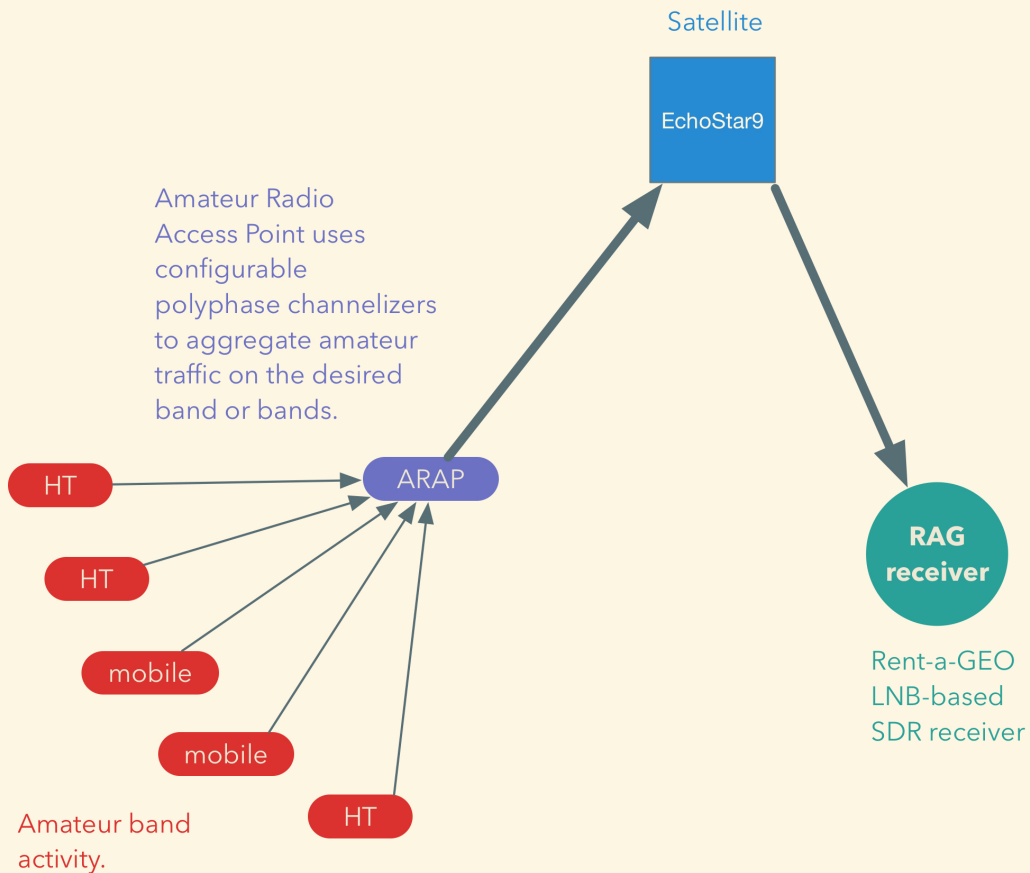 Satellite
EchoStar9
Amateur Radio
Access Point uses
configurable
polyphase channelizers
to aggregate amateur
traffic on the desired
band or bands.
HT
ARAP
HT
mobile
mobile
HT
RAG
receiver
Rent-a-GEO
LNB-based
SDR receiver
Amateur band
activity.